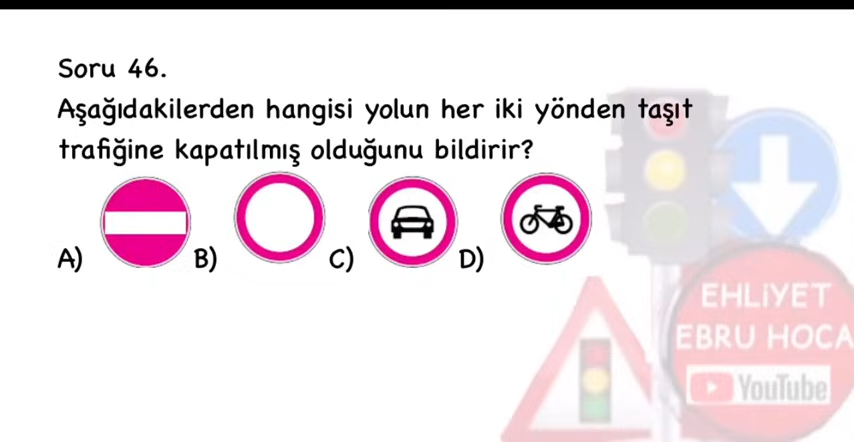 Soru 46.
Aşağıdakilerden hangisi yolun her iki yönden taşıt
trafiğine kapatılmış olduğunu bildirir?
A) B) C) D)
EHLİYET
EBRU HOCA
YouTube